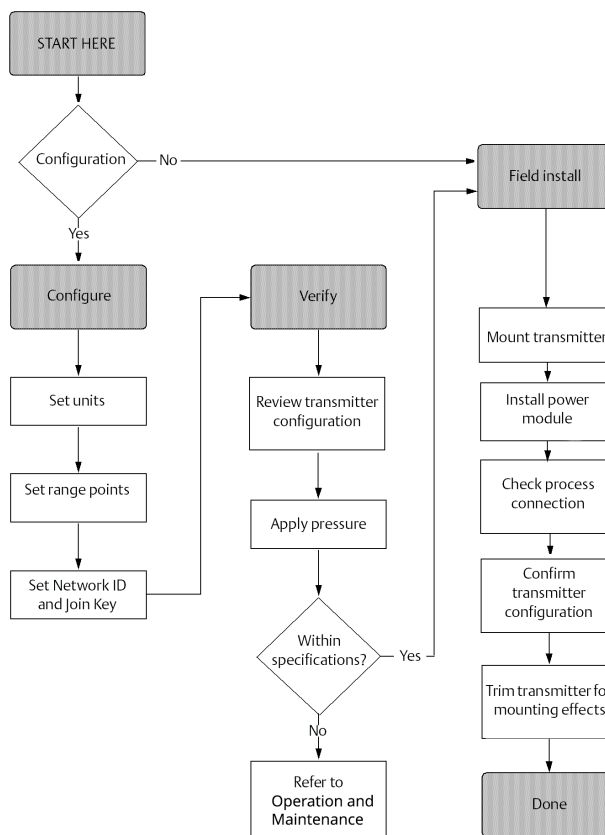 START HERE
Configuration
No
Yes
Configure
Set units
Set range points
Set Network ID
and Join Key
Verify
Review transmitter
configuration
Apply pressure
Within
specifications?
Yes
No
Refer to
Operation and
Maintenance
Field install
Mount transmitter
Install power
module
Check process
connection
Confirm
transmitter
configuration
Trim transmitter fo
mounting effects
Done